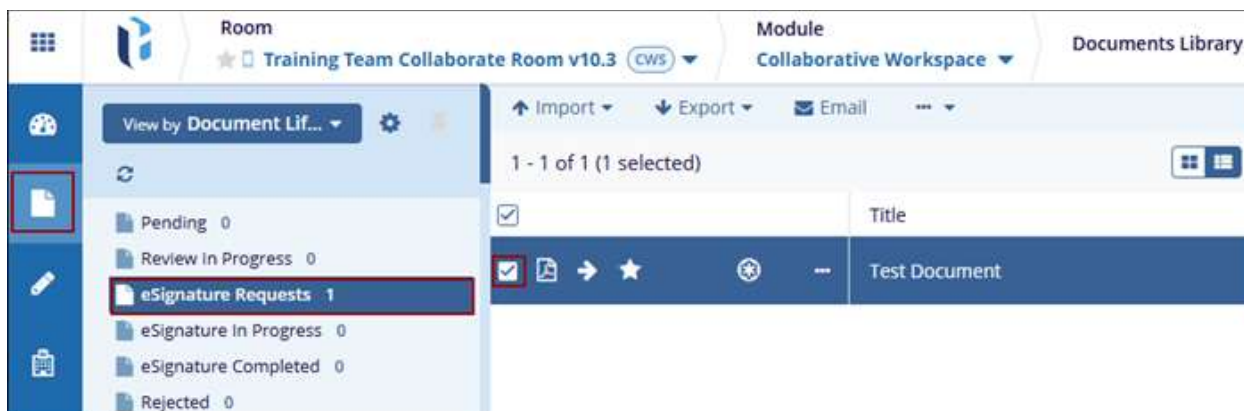 Room
Training Team Collaborate Room v10.3 CWS
Module
Collaborative Workspace
Documents Library
View by Document Lif...
Import
Export
Email
1 - 1 of 1 (1 selected)
Pending 0
Review In Progress 0
eSignature Requests 1
eSignature In Progress 0
eSignature Completed 0
Rejected 0
Title
Test Document